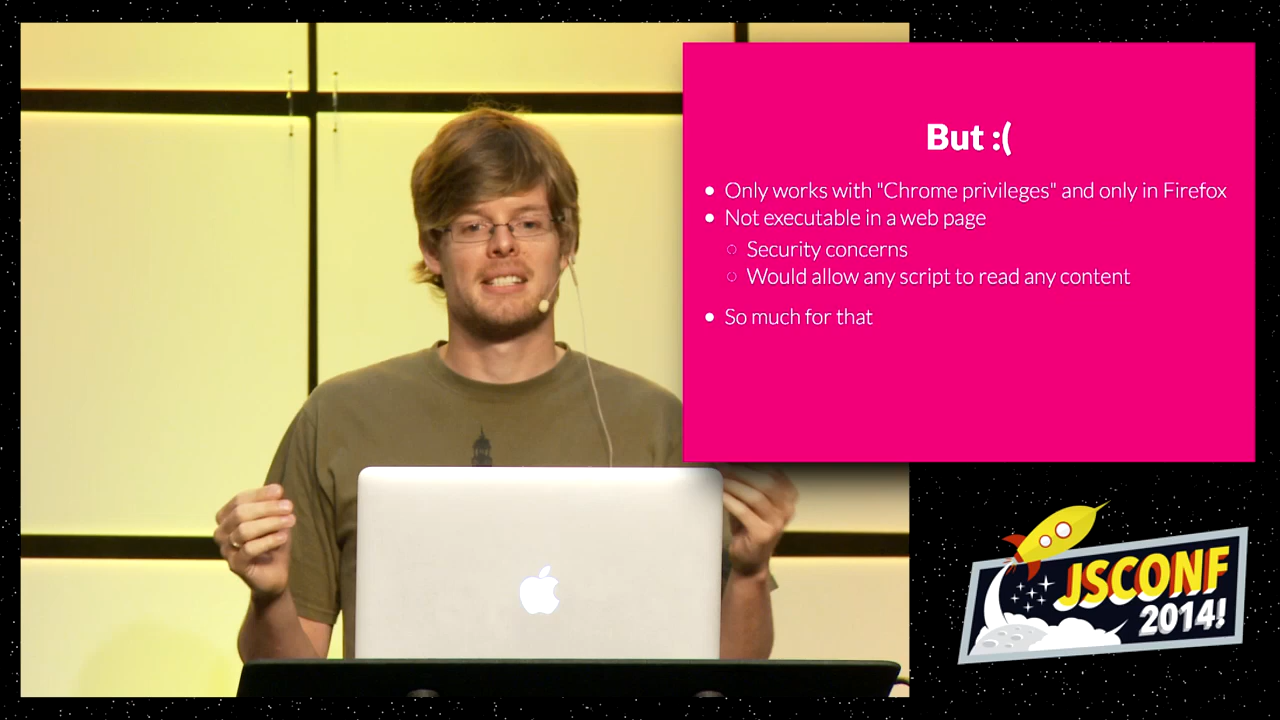 But :(
Only works with "Chrome privileges" and only in Firefox
Not executable in a web page
Security concerns
Would allow any script to read any content
So much for that
JSCONF
2014!